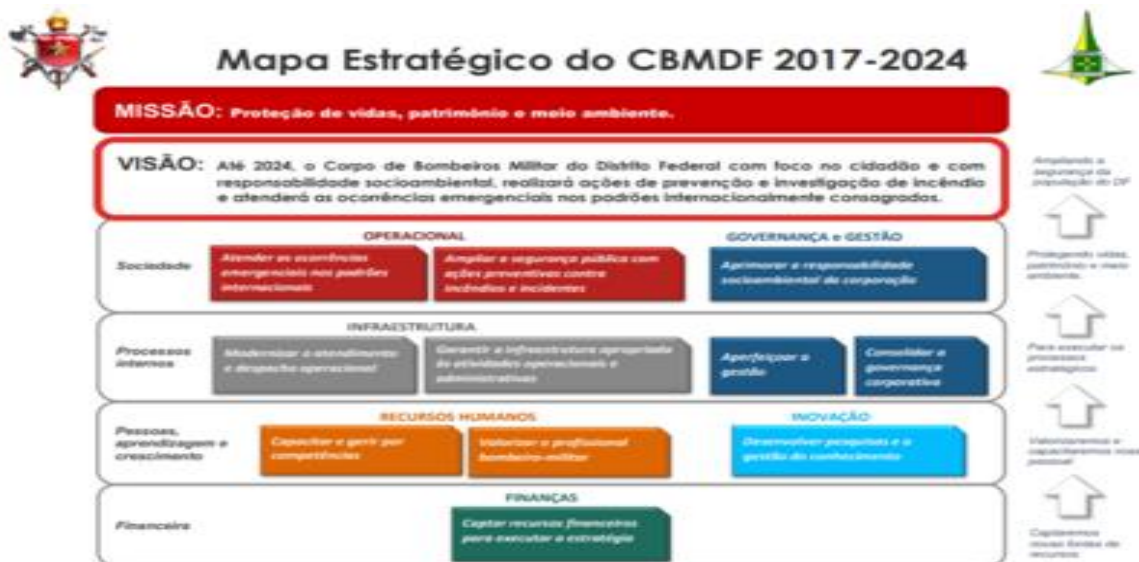 Mapa Estratégico do CBMDF 2017-2024
MISSÃO: Proteção de vidas, patrimônio e meio ambiente.
VISÃO: Até 2024, o Corpo de Bombeiros Militar do Distrito Federal com foco no cidadão e com
responsabilidade socioambiental, realizará ações de prevenção e investigação de incêndio
e atenderá as ocorrências emergenciais nos padrões internacionalmente consagrados.
OPERACIONAL
GOVERNANÇA e GESTÃO
Sociedade
Atender as ocorrências
emergenciais nos padrões
internacionais
Ampliar a segurança pública com
ações preventivas contra
incêndios e incidentes
Aprimorar a responsabilidade
socioambiental da corporação
INFRAESTRUTURA
Processos
internos
Modernizar o atendimento
e despacho operacional
Garantir a infraestrutura apropriada
às atividades operacionais e
administrativas
Aperfeiçoar a
gestão
Consolidar a
governança
corporativa
RECURSOS HUMANOS
INOVAÇÃO
Pessoas,
aprendizagem e
crescimento
Capacitar e gerir por
competências
Valorizar o profissional
bombeiro-militar
Desenvolver pesquisas e a
gestão do conhecimento
FINANÇAS
Financeira
Captar recursos financeiros
para executar a estratégia
Ampliando a
segurança da
população do DF
Protegendo vidas,
patrimônio e meio
ambiente.
Para executar os
processos
estratégicos
Valorizaremos e
capacitaremos nosso
pessoal
Captaremos
novas fontes de
recursos